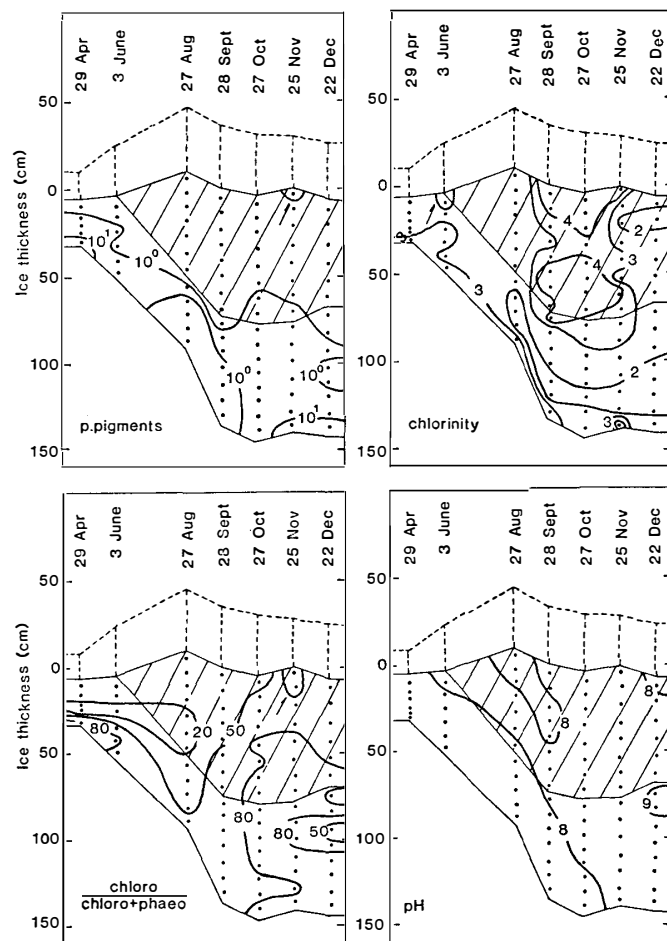 29 Apr
3 June
27 Aug
28 Sept
27 Oct
25 Nov
22 Dec
50
0
50
100
150
Ice thickness (cm)
10¹
10⁰
10⁰
10⁰
10¹
p.pigments
29 Apr
3 June
27 Aug
28 Sept
27 Oct
25 Nov
22 Dec
50
0
50
100
150
9
3
4
4
2
3
2
3
chlorinity
29 Apr
3 June
27 Aug
28 Sept
27 Oct
25 Nov
22 Dec
50
0
50
100
150
Ice thickness (cm)
80
20
50
80
80
50
chloro
chloro+phaeo
29 Apr
3 June
27 Aug
28 Sept
27 Oct
25 Nov
22 Dec
50
0
50
100
150
8
8
8
9
pH